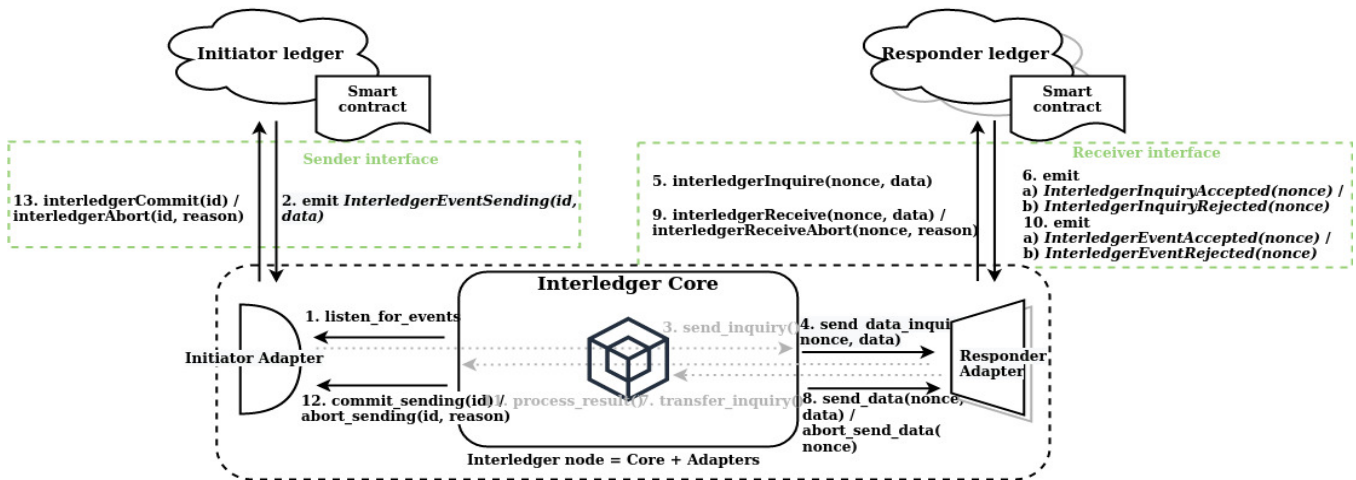 Initiator ledger
Smart
contract
Responder ledger
Smart
contract
Sender interface
Receiver interface
13. interledgerCommit(id) /
interledgerAbort(id, reason)
2. emit InterledgerEventSending(id,
data)
5. interledgerInquire(nonce, data)
9. interledgerReceive(nonce, data) /
interledgerReceiveAbort(nonce, reason)
6. emit
a) InterledgerInquiryAccepted(nonce) /
b) InterledgerInquiryRejected(nonce)
10. emit
a) InterledgerEventAccepted(nonce) /
b) InterledgerEventRejected(nonce)
Interledger Core
1. listen_for_events
3. send_inquiry()
4. send_data_inqui
nonce, data)
Initiator Adapter
Responder
Adapter
12. commit_sending(id) /
abort_sending(id, reason)
process_result()
7. transfer_inquiry()
8. send_data(nonce,
data) /
abort_send_data(
nonce)
Interledger node = Core + Adapters